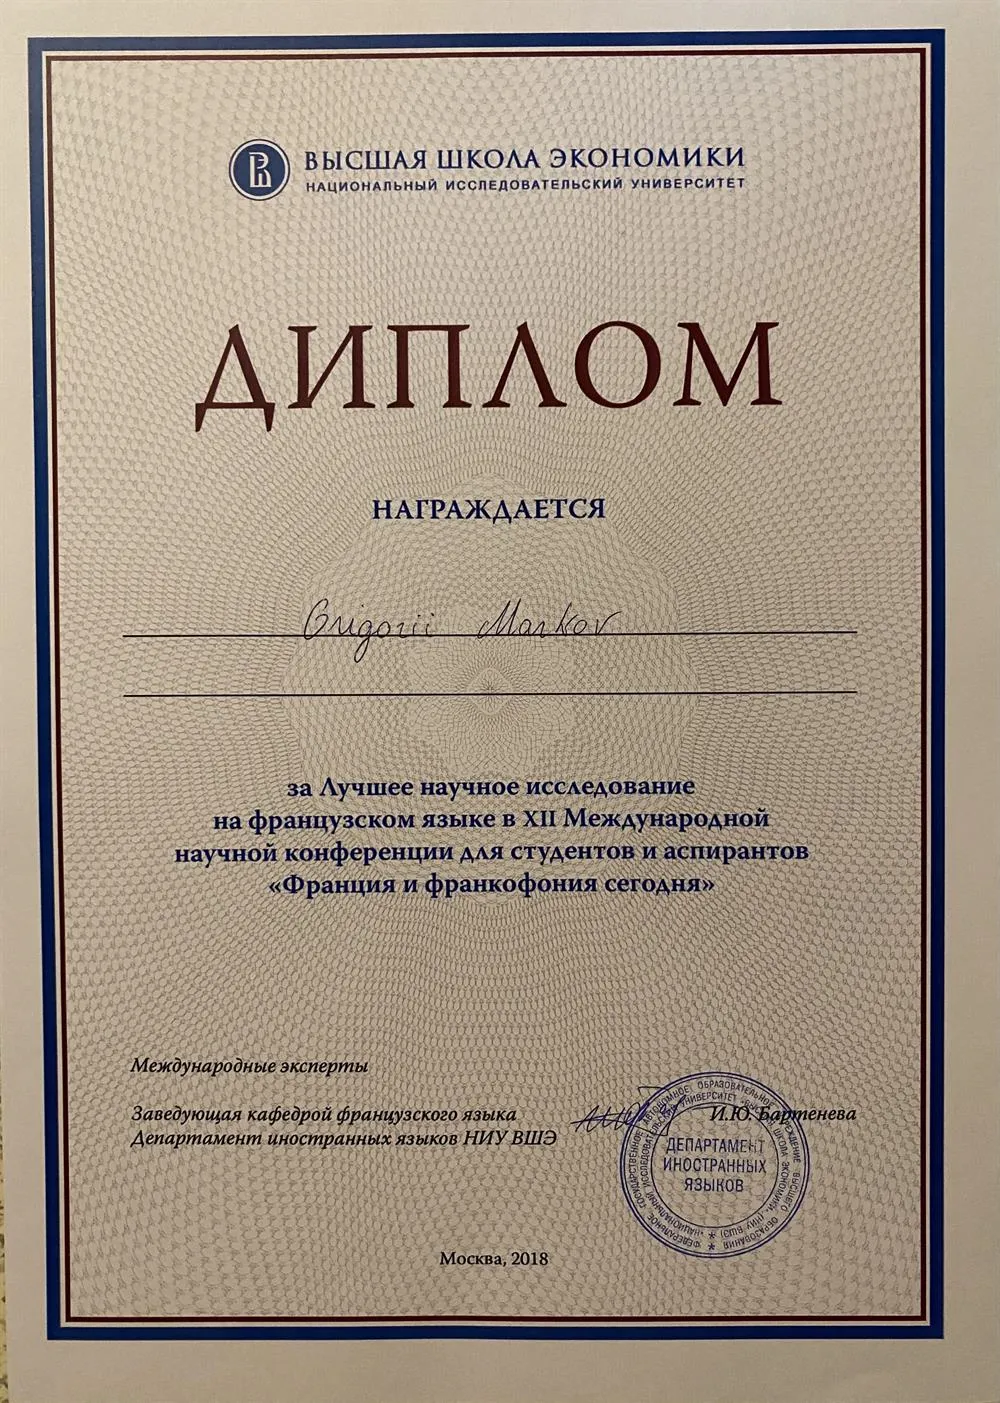 ВЫСШАЯ ШКОЛА ЭКОНОМИКИ
НАЦИОНАЛЬНЫЙ ИССЛЕДОВАТЕЛЬСКИЙ УНИВЕРСИТЕТ
ДИПЛОМ
НАГРАЖДАЕТСЯ
Grigorii Markov
за Лучшее научное исследование
на французском языке в XII Международной
научной конференции для студентов и аспирантов
«Франция и франкофония сегодня»
Международные эксперты
Заведующая кафедрой французского языка
Департамент иностранных языков НИУ ВШЭ
И.Ю. Бартенева
ДЕПАРТАМЕНТ
ИНОСТРАННЫХ
ЯЗЫКОВ
Москва, 2018